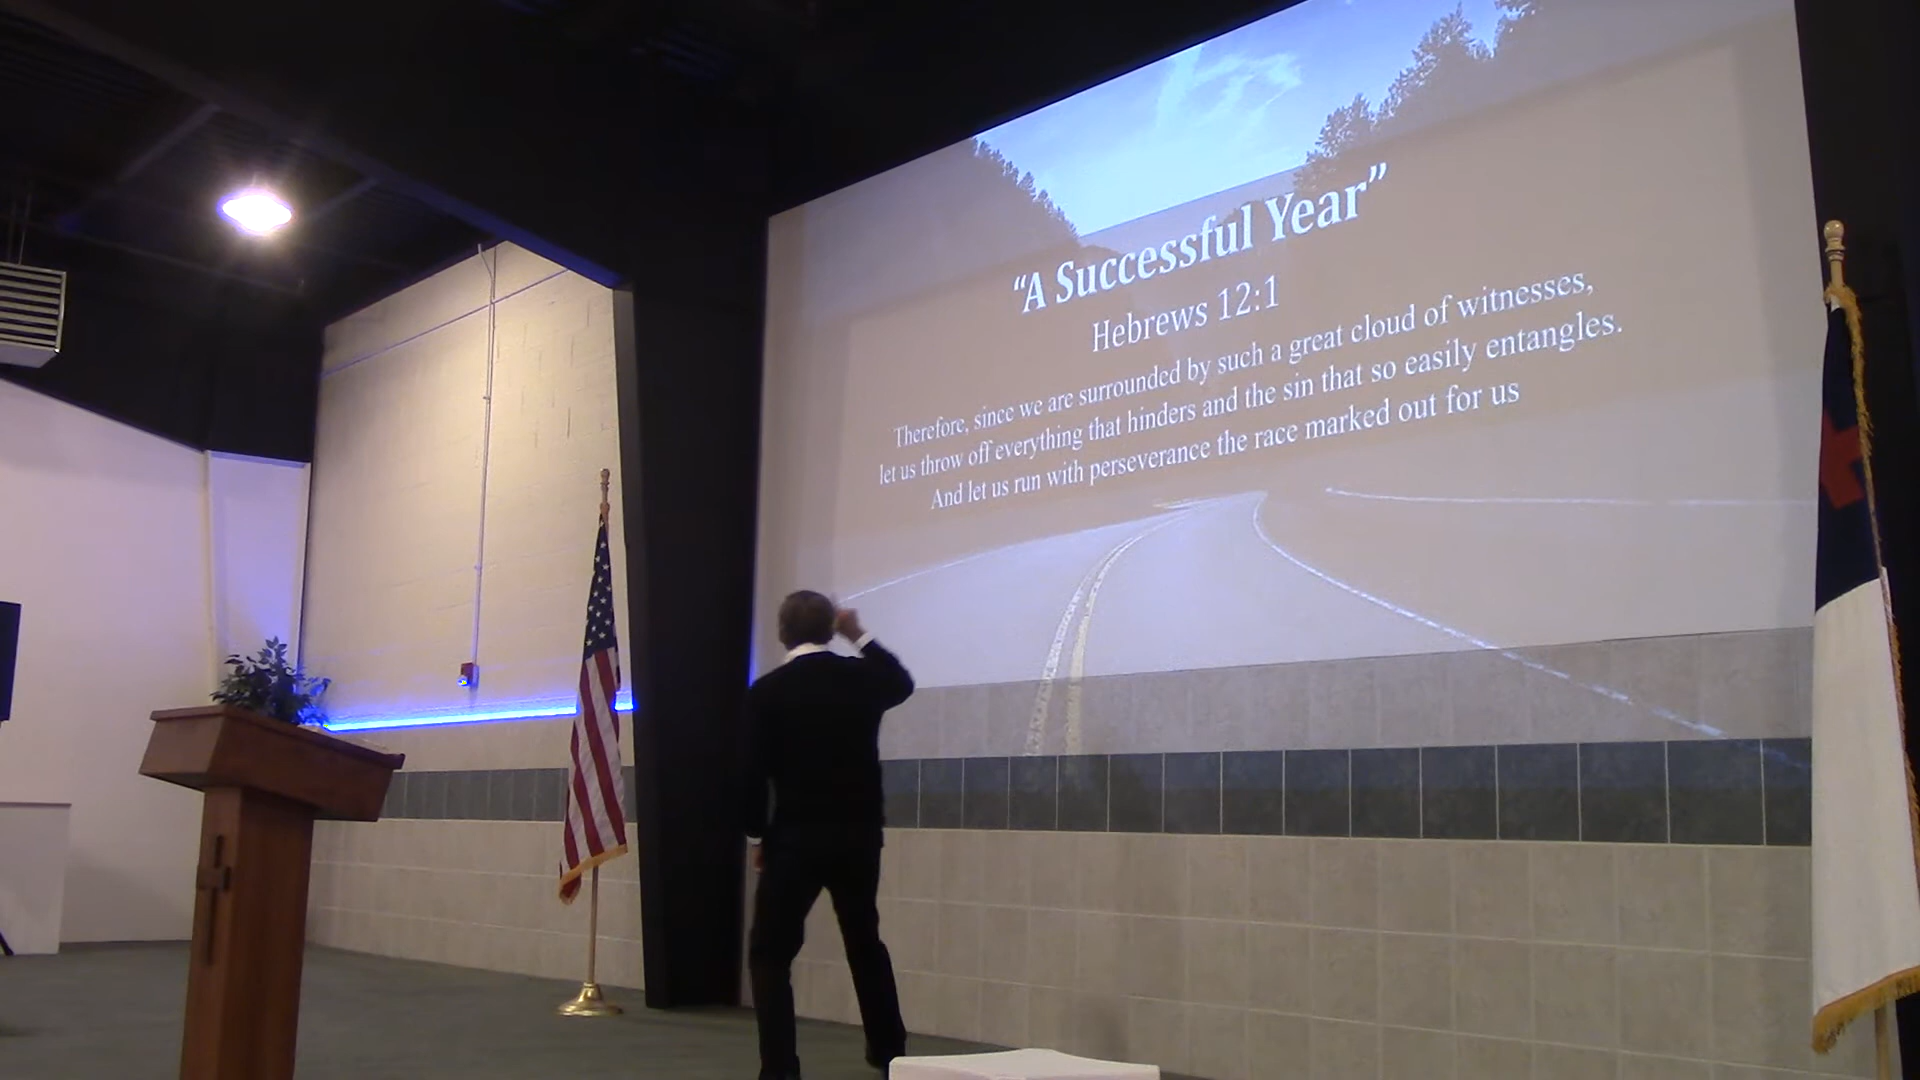 “A Successful Year”
Hebrews 12:1
Therefore, since we are surrounded by such a great cloud of witnesses,
let us throw off everything that hinders and the sin that so easily entangles.
And let us run with perseverance the race marked out for us